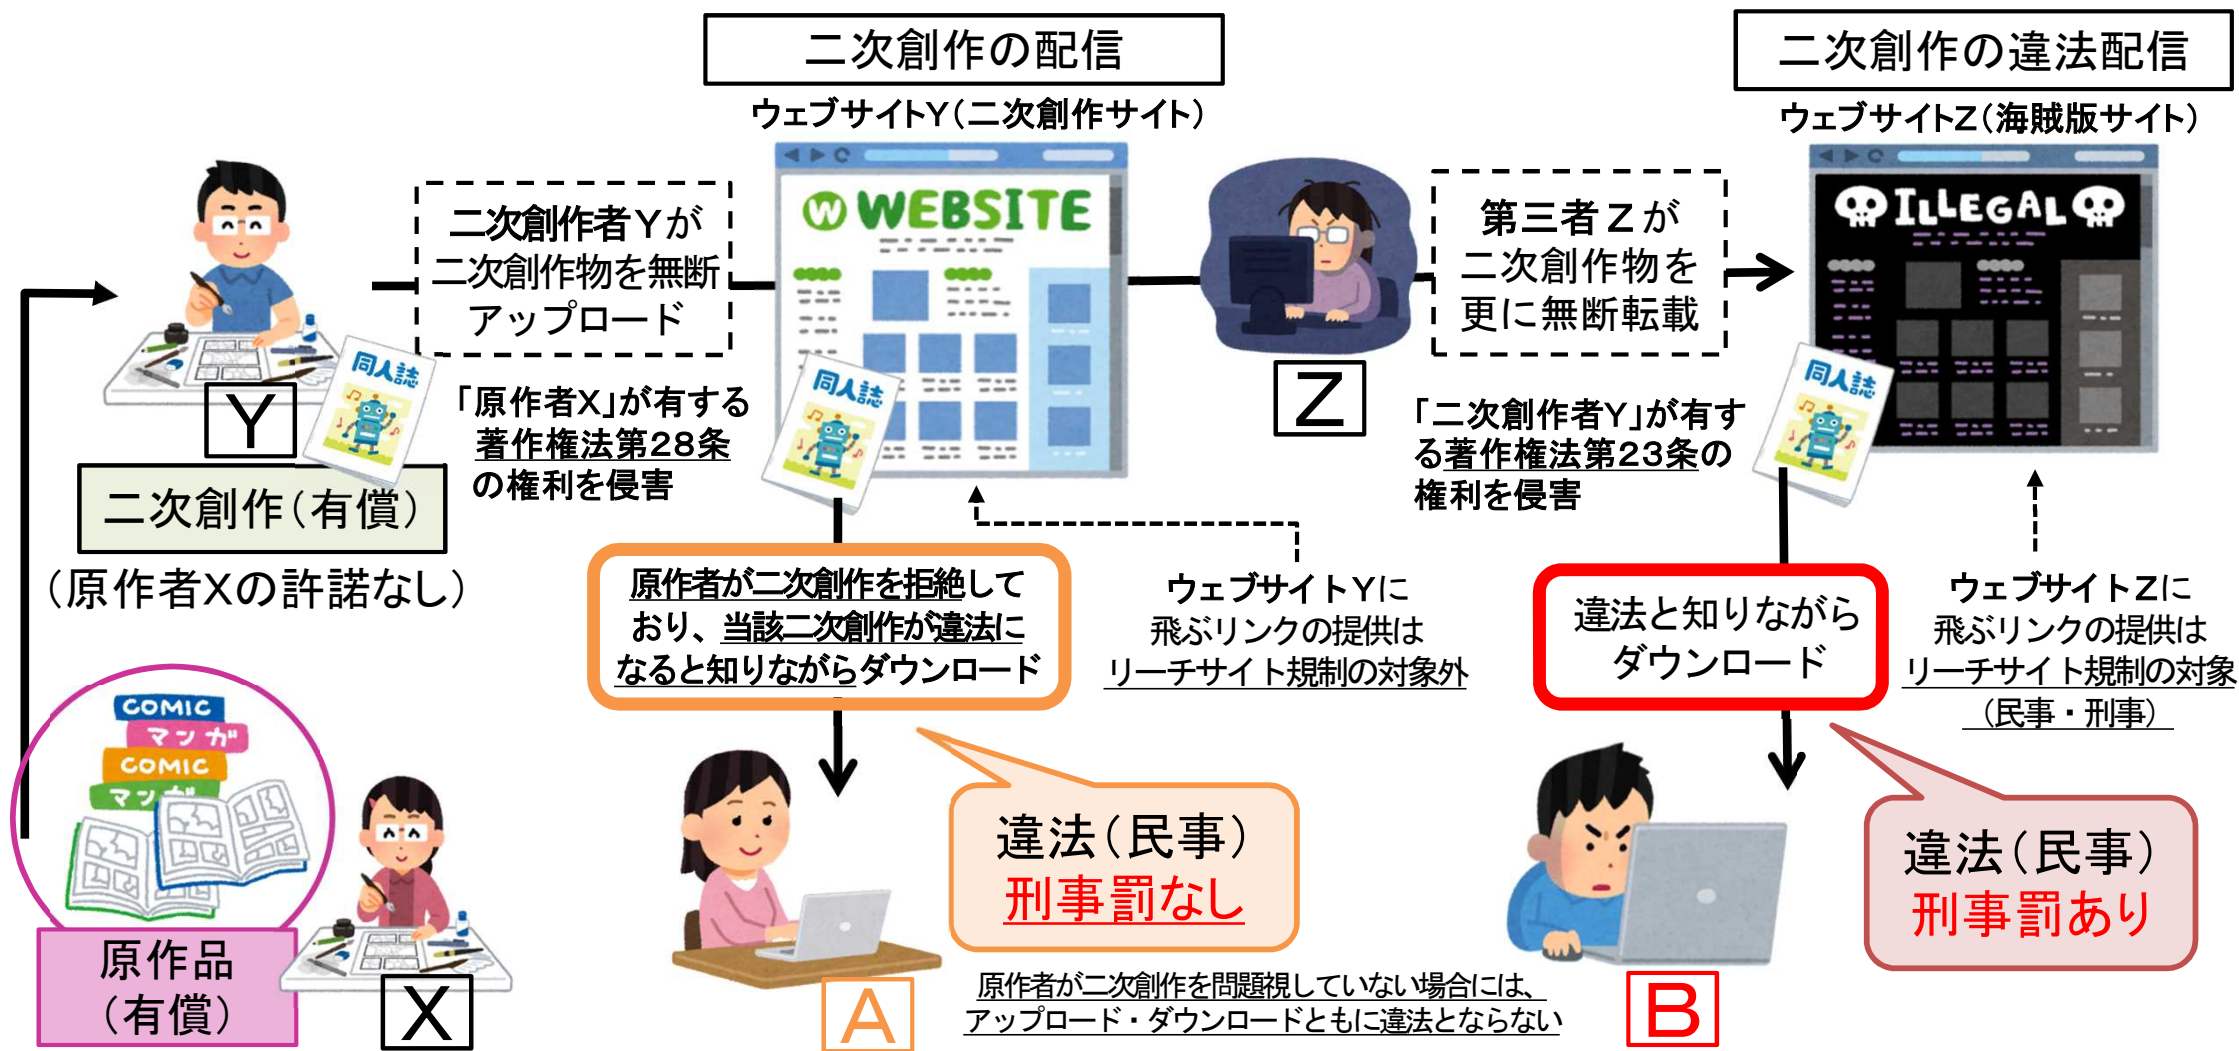 二次創作の配信
ウェブサイトY(二次創作サイト)
WEBSITE
二次創作者Yが
二次創作物を無断
アップロード
同人誌
Y
二次創作(有償)
(原作者Xの許諾なし)
「原作者X」が有する
著作権法第28条
の権利を侵害
同人誌
COMIC
マンガ
COMIC
マンガ
原作品
(有償)
X
原作者が二次創作を拒絶して
おり、当該二次創作が違法に
なると知りながらダウンロード
ウェブサイトYに
飛ぶリンクの提供は
リーチサイト規制の対象外
A
違法(民事)
刑事罰なし
原作者が二次創作を問題視していない場合には、
アップロード・ダウンロードともに違法とならない
二次創作の違法配信
ウェブサイトZ(海賊版サイト)
ILLEGAL
Z
第三者Zが
二次創作物を
更に無断転載
「二次創作者Y」が有す
る著作権法第23条の
権利を侵害
同人誌
違法と知りながら
ダウンロード
ウェブサイトZに
飛ぶリンクの提供は
リーチサイト規制の対象
(民事・刑事)
B
違法(民事)
刑事罰あり